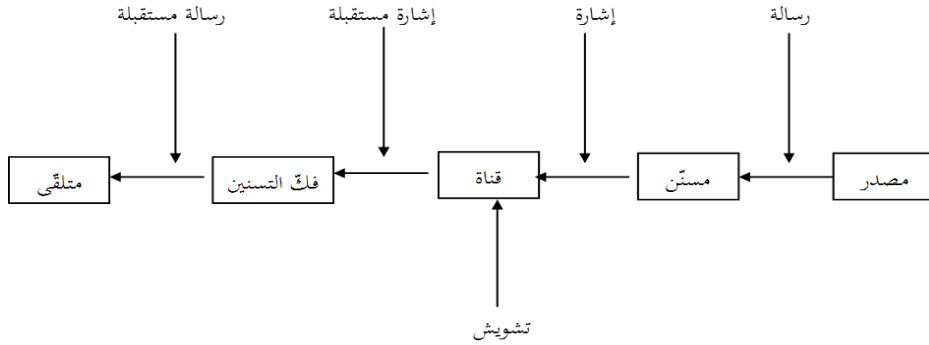 رسالة
إشارة
إشارة مستقبلة
رسالة مستقبلة
مصدر
مسنّن
قناة
فكّ التسنين
متلقّى
تشويش